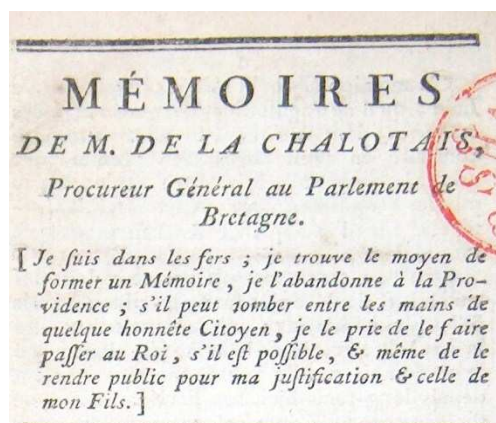 MÉMOIRES
DE M. DE LA CHALOTAIS,
Procureur Général au Parlement de
Bretagne.
[ Je ſuis dans les fers ; je trouve le moyen de
former un Mémoire, je l'abandonne à la Pro-
vidence ; s'il peut tomber entre les mains de
quelque honnête Citoyen, je le prie de le faire
paſſer au Roi, s'il eſt poſſible, & même de le
rendre public pour ma juſtification & celle de
mon Fils. ]